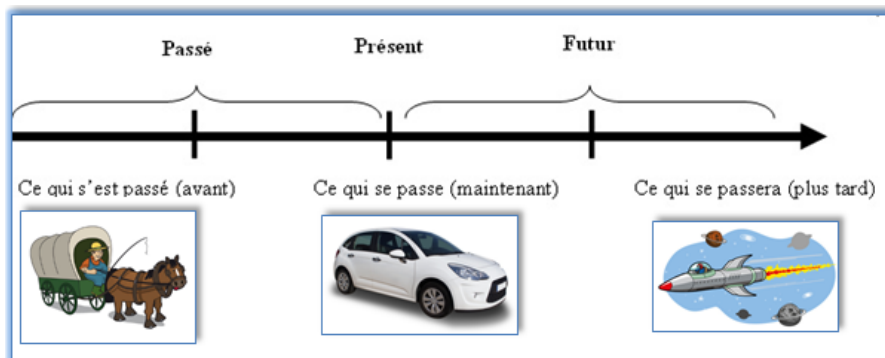 Passé Présent Futur
Ce qui s'est passé (avant) Ce qui se passe (maintenant) Ce qui se passera (plus tard)